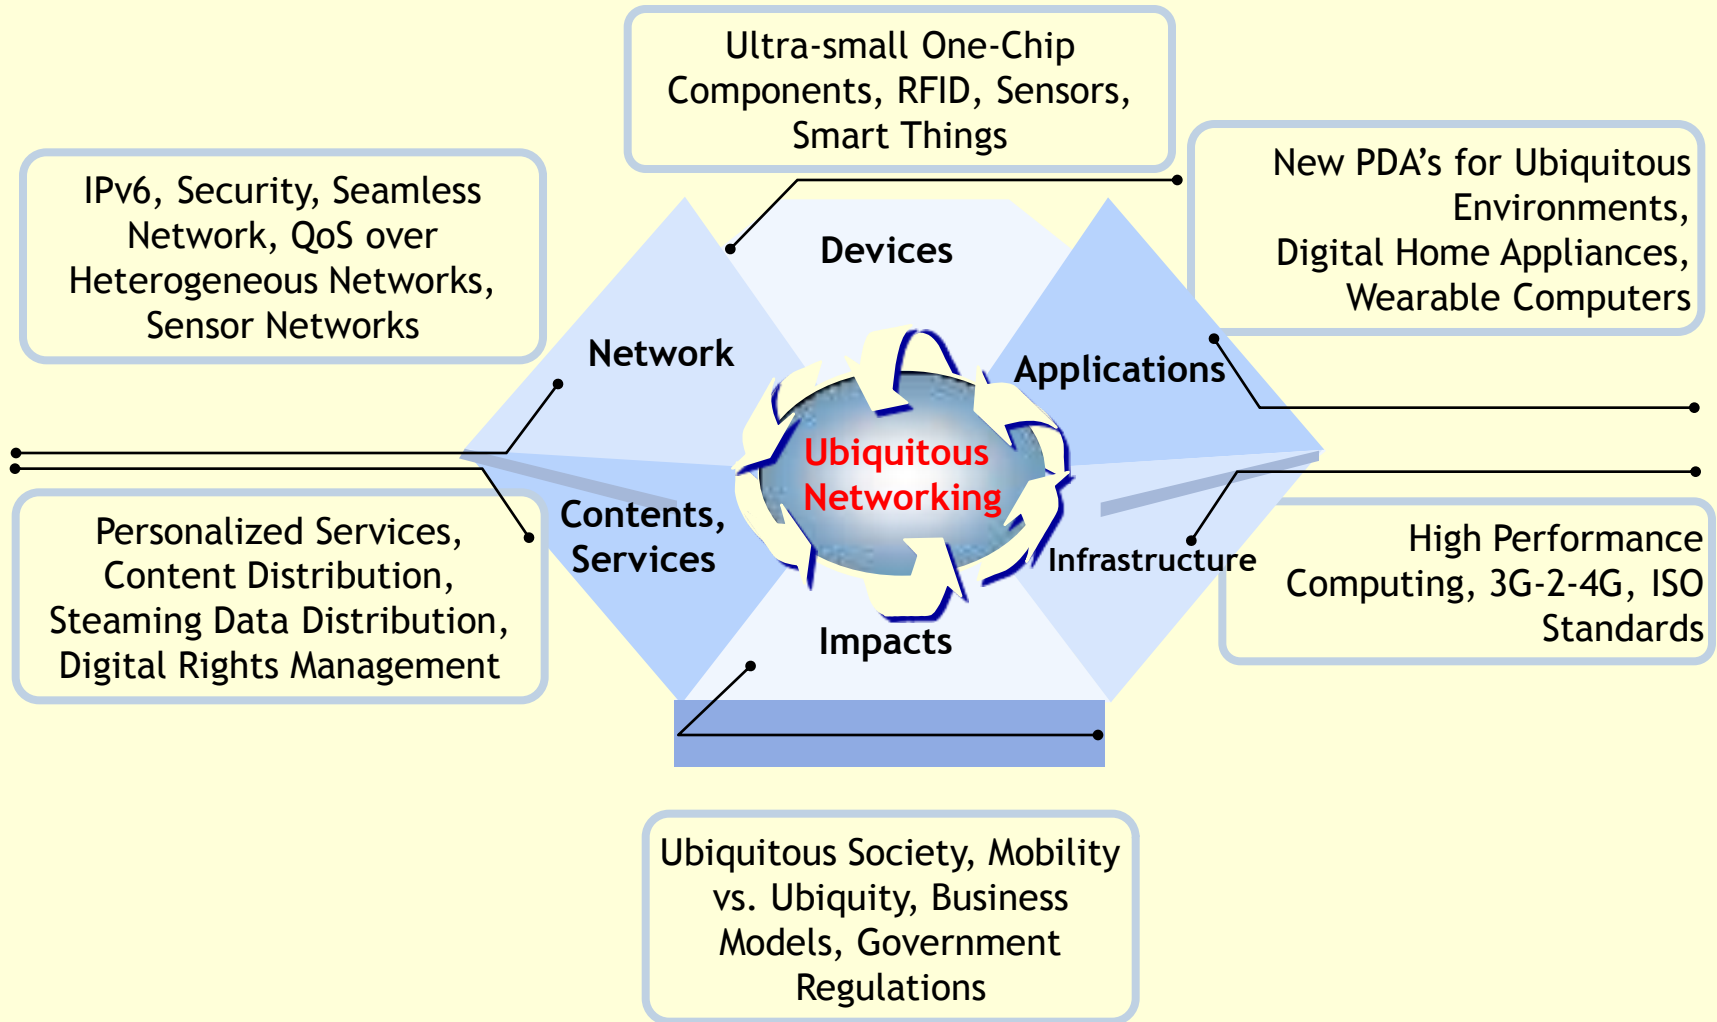 Ultra-small One-Chip
Components, RFID, Sensors,
Smart Things
IPv6, Security, Seamless
Network, QoS over
Heterogeneous Networks,
Sensor Networks
New PDA’s for Ubiquitous
Environments,
Digital Home Appliances,
Wearable Computers
Devices
Network
Applications
Ubiquitous
Networking
Contents,
Services
Infrastructure
Impacts
Personalized Services,
Content Distribution,
Steaming Data Distribution,
Digital Rights Management
High Performance
Computing, 3G-2-4G, ISO
Standards
Ubiquitous Society, Mobility
vs. Ubiquity, Business
Models, Government
Regulations